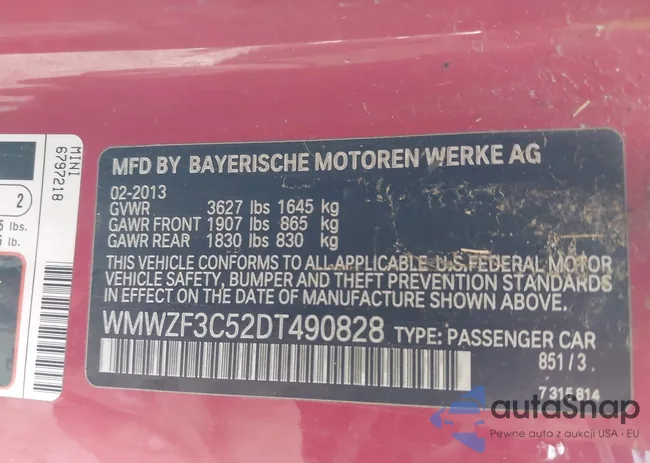 MINI
6797218
2
lbs.
lb.
MFD BY BAYERISCHE MOTOREN WERKE AG
02-2013
GVWR 3627 lbs 1645 kg
GAWR FRONT 1907 lbs 865 kg
GAWR REAR 1830 lbs 830 kg
THIS VEHICLE CONFORMS TO ALL APPLICABLE U.S.FEDERAL MOTOR
VEHICLE SAFETY, BUMPER AND THEFT PREVENTION STANDARDS
IN EFFECT ON THE DATE OF MANUFACTURE SHOWN ABOVE.
WMWZF3C52DT490828 TYPE: PASSENGER CAR
851/3
7315814
autoSnap
Pewne auta z aukcji USA i EU